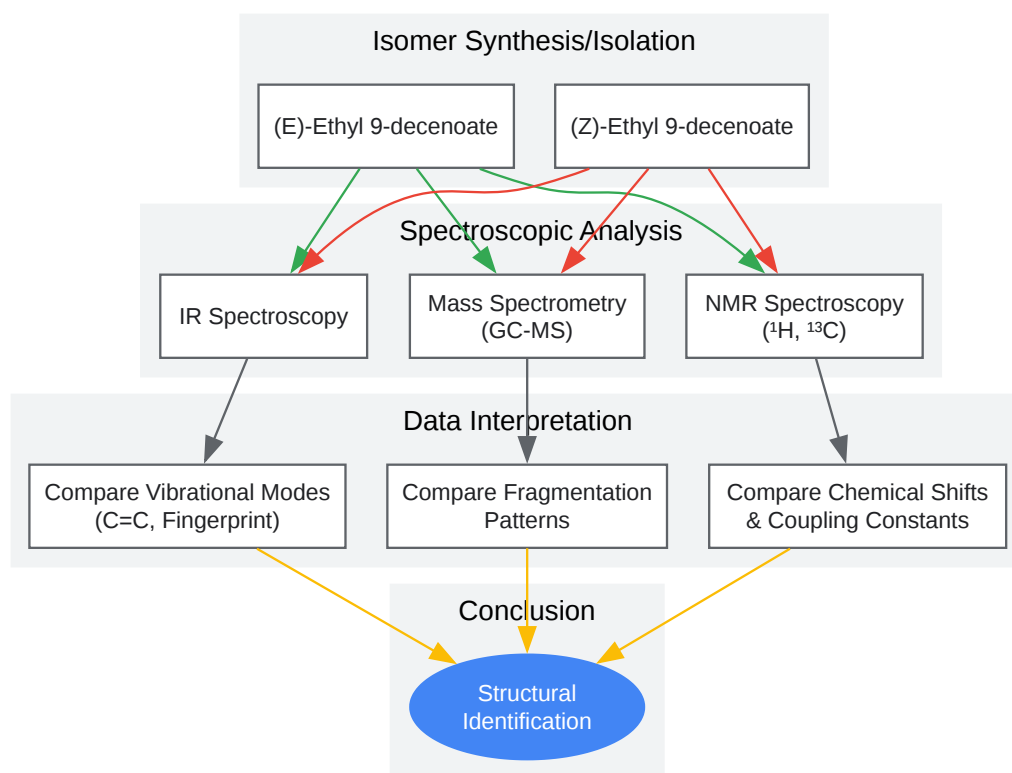 Isomer Synthesis/Isolation
(E)-Ethyl 9-decenoate
(Z)-Ethyl 9-decenoate
Spectroscopic Analysis
IR Spectroscopy
Mass Spectrometry
(GC-MS)
NMR Spectroscopy
(¹H, ¹³C)
Data Interpretation
Compare Vibrational Modes
(C=C, Fingerprint)
Compare Fragmentation
Patterns
Compare Chemical Shifts
& Coupling Constants
Conclusion
Structural
Identification